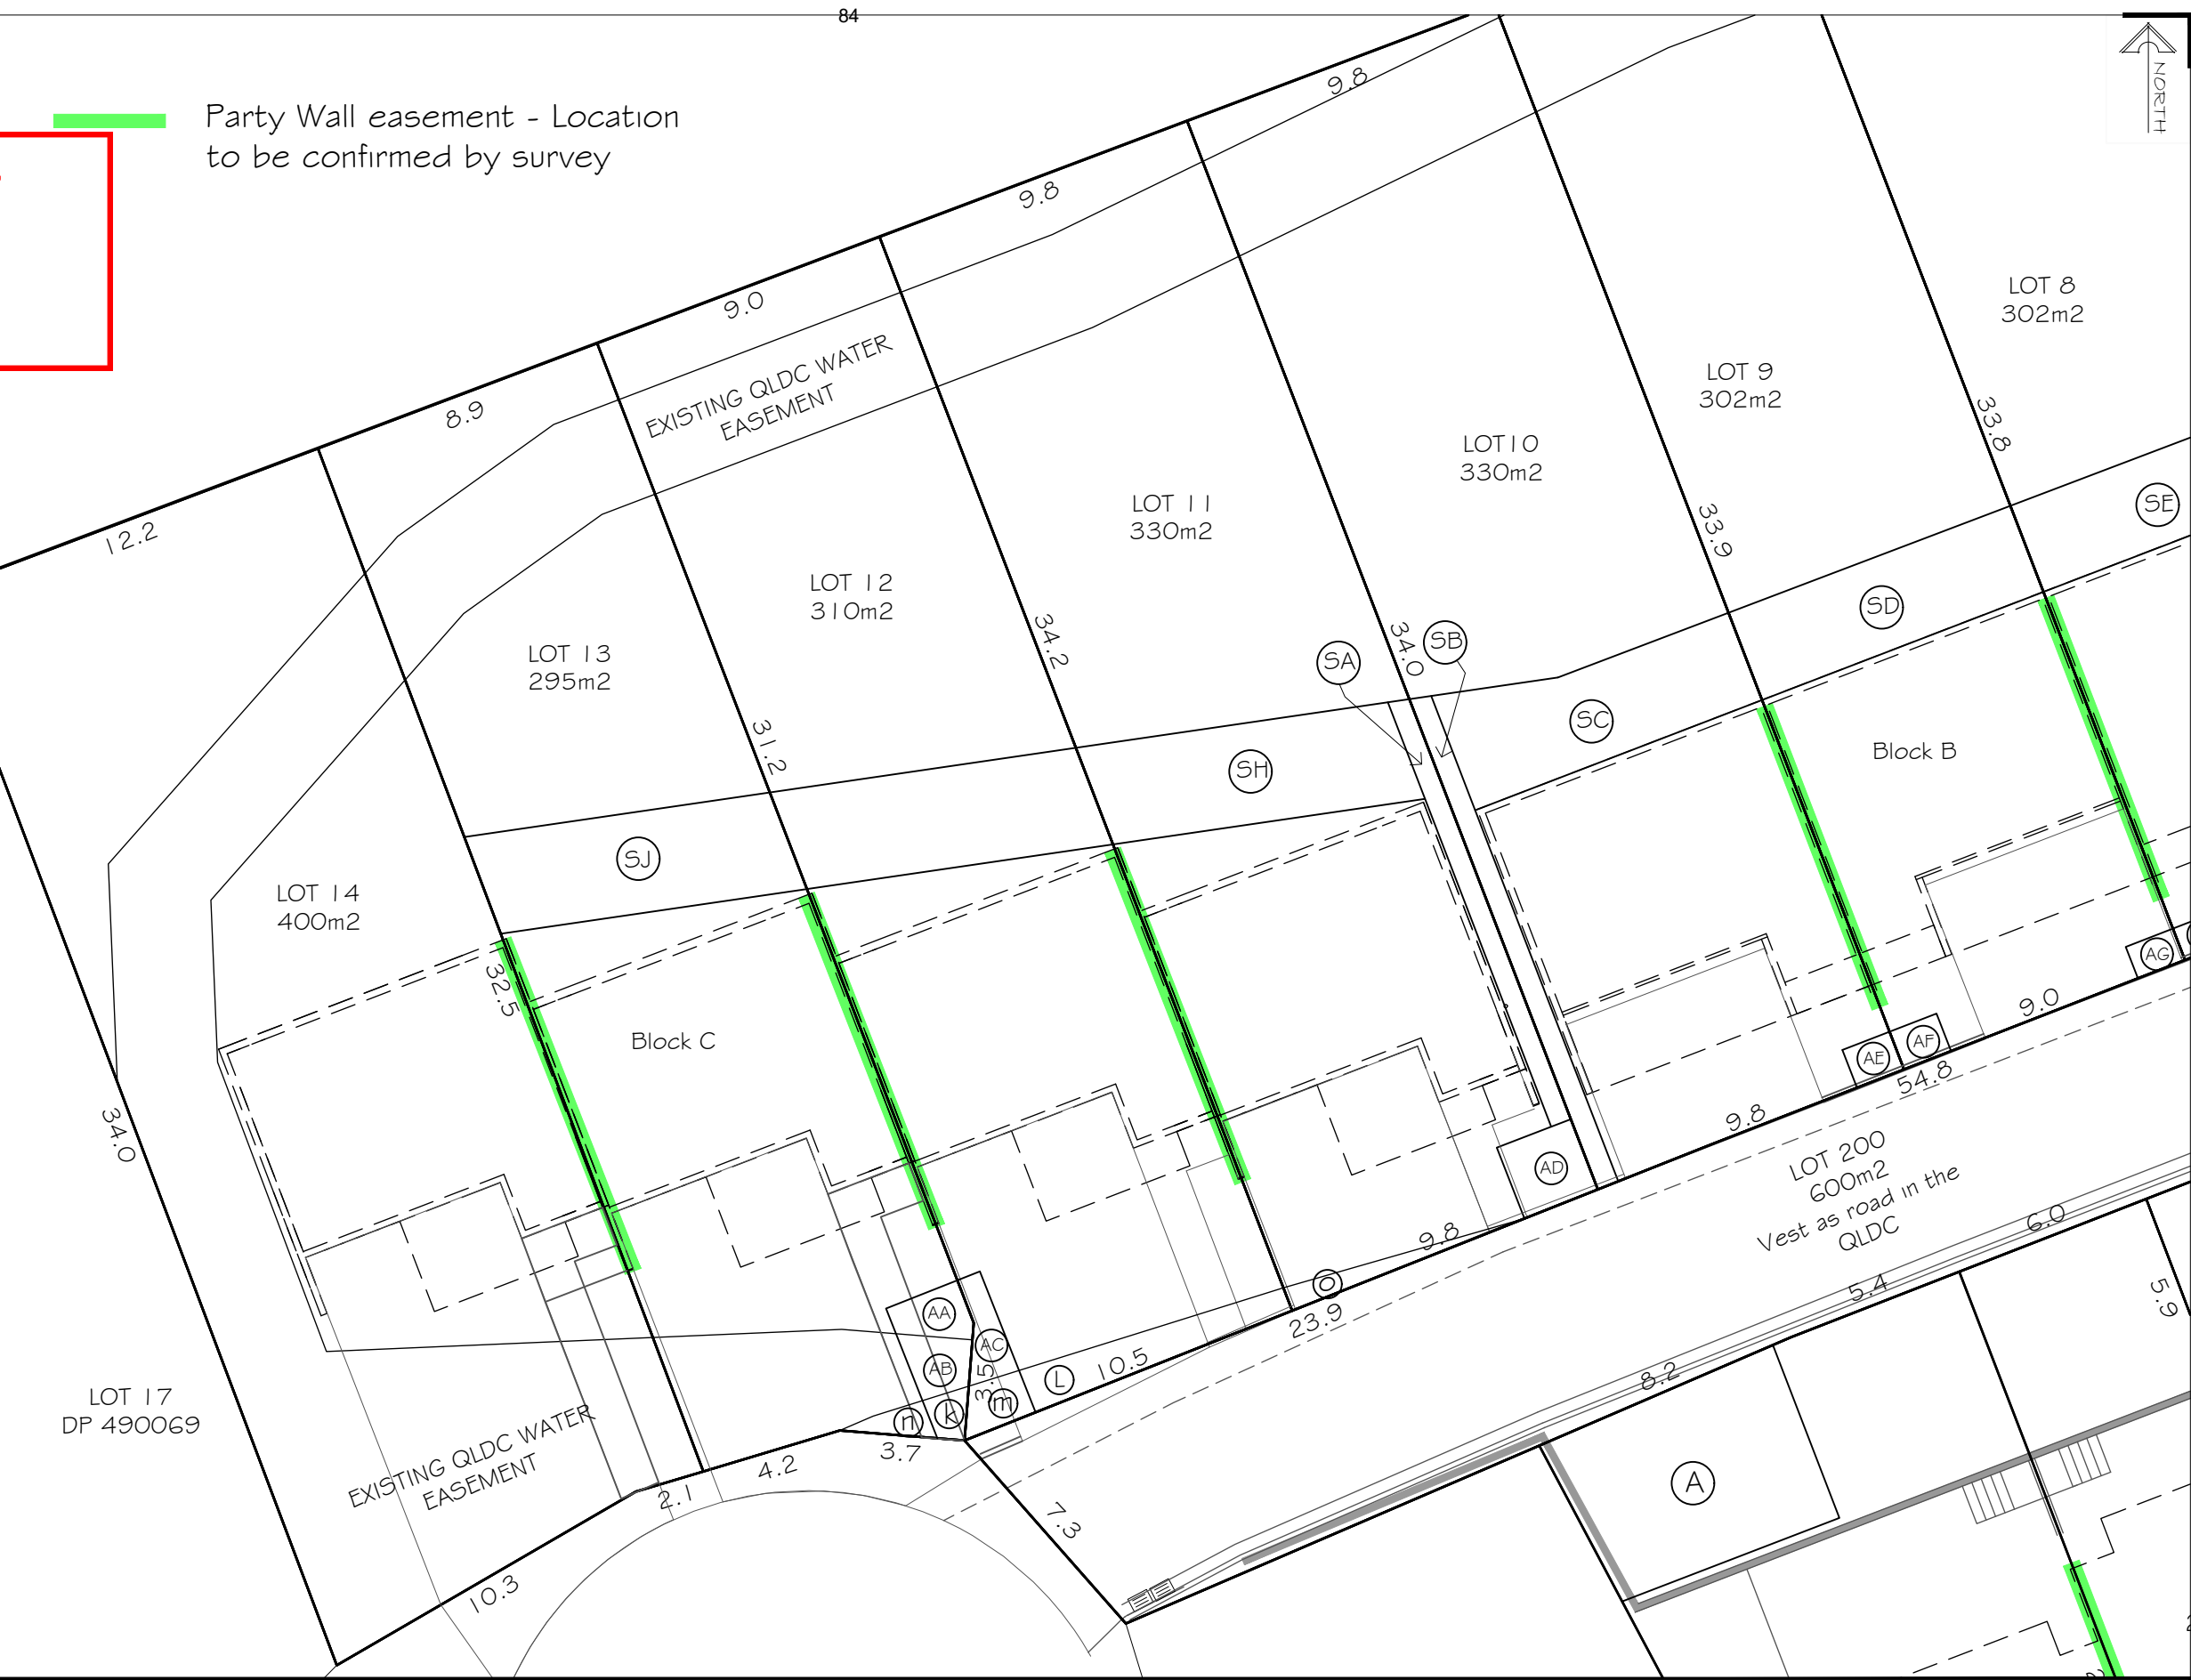 84
NORTH
Party Wall easement - Location
to be confirmed by survey
9.8
9.8
9.0
8.9
12.2
EXISTING QLDC WATER
EASEMENT
LOT 8
302m2
LOT 9
302m2
LOT10
330m2
LOT 11
330m2
LOT 12
310m2
LOT 13
295m2
LOT 14
400m2
33.8
33.9
34.0
34.2
31.2
32.5
34.0
SE
SD
SB
SA
SC
SH
SJ
Block B
Block C
AG
AF
AE
AD
9.0
54.8
9.8
9.8
23.9
10.5
LOT 200
600m2
Vest as road in the
QLDC
6.0
5.4
5.9
8.2
O
AA
AC
AB
3.5
L
m
k
n
3.7
4.2
2.1
10.3
7.3
A
LOT 17
DP 490069
EXISTING QLDC WATER
EASEMENT